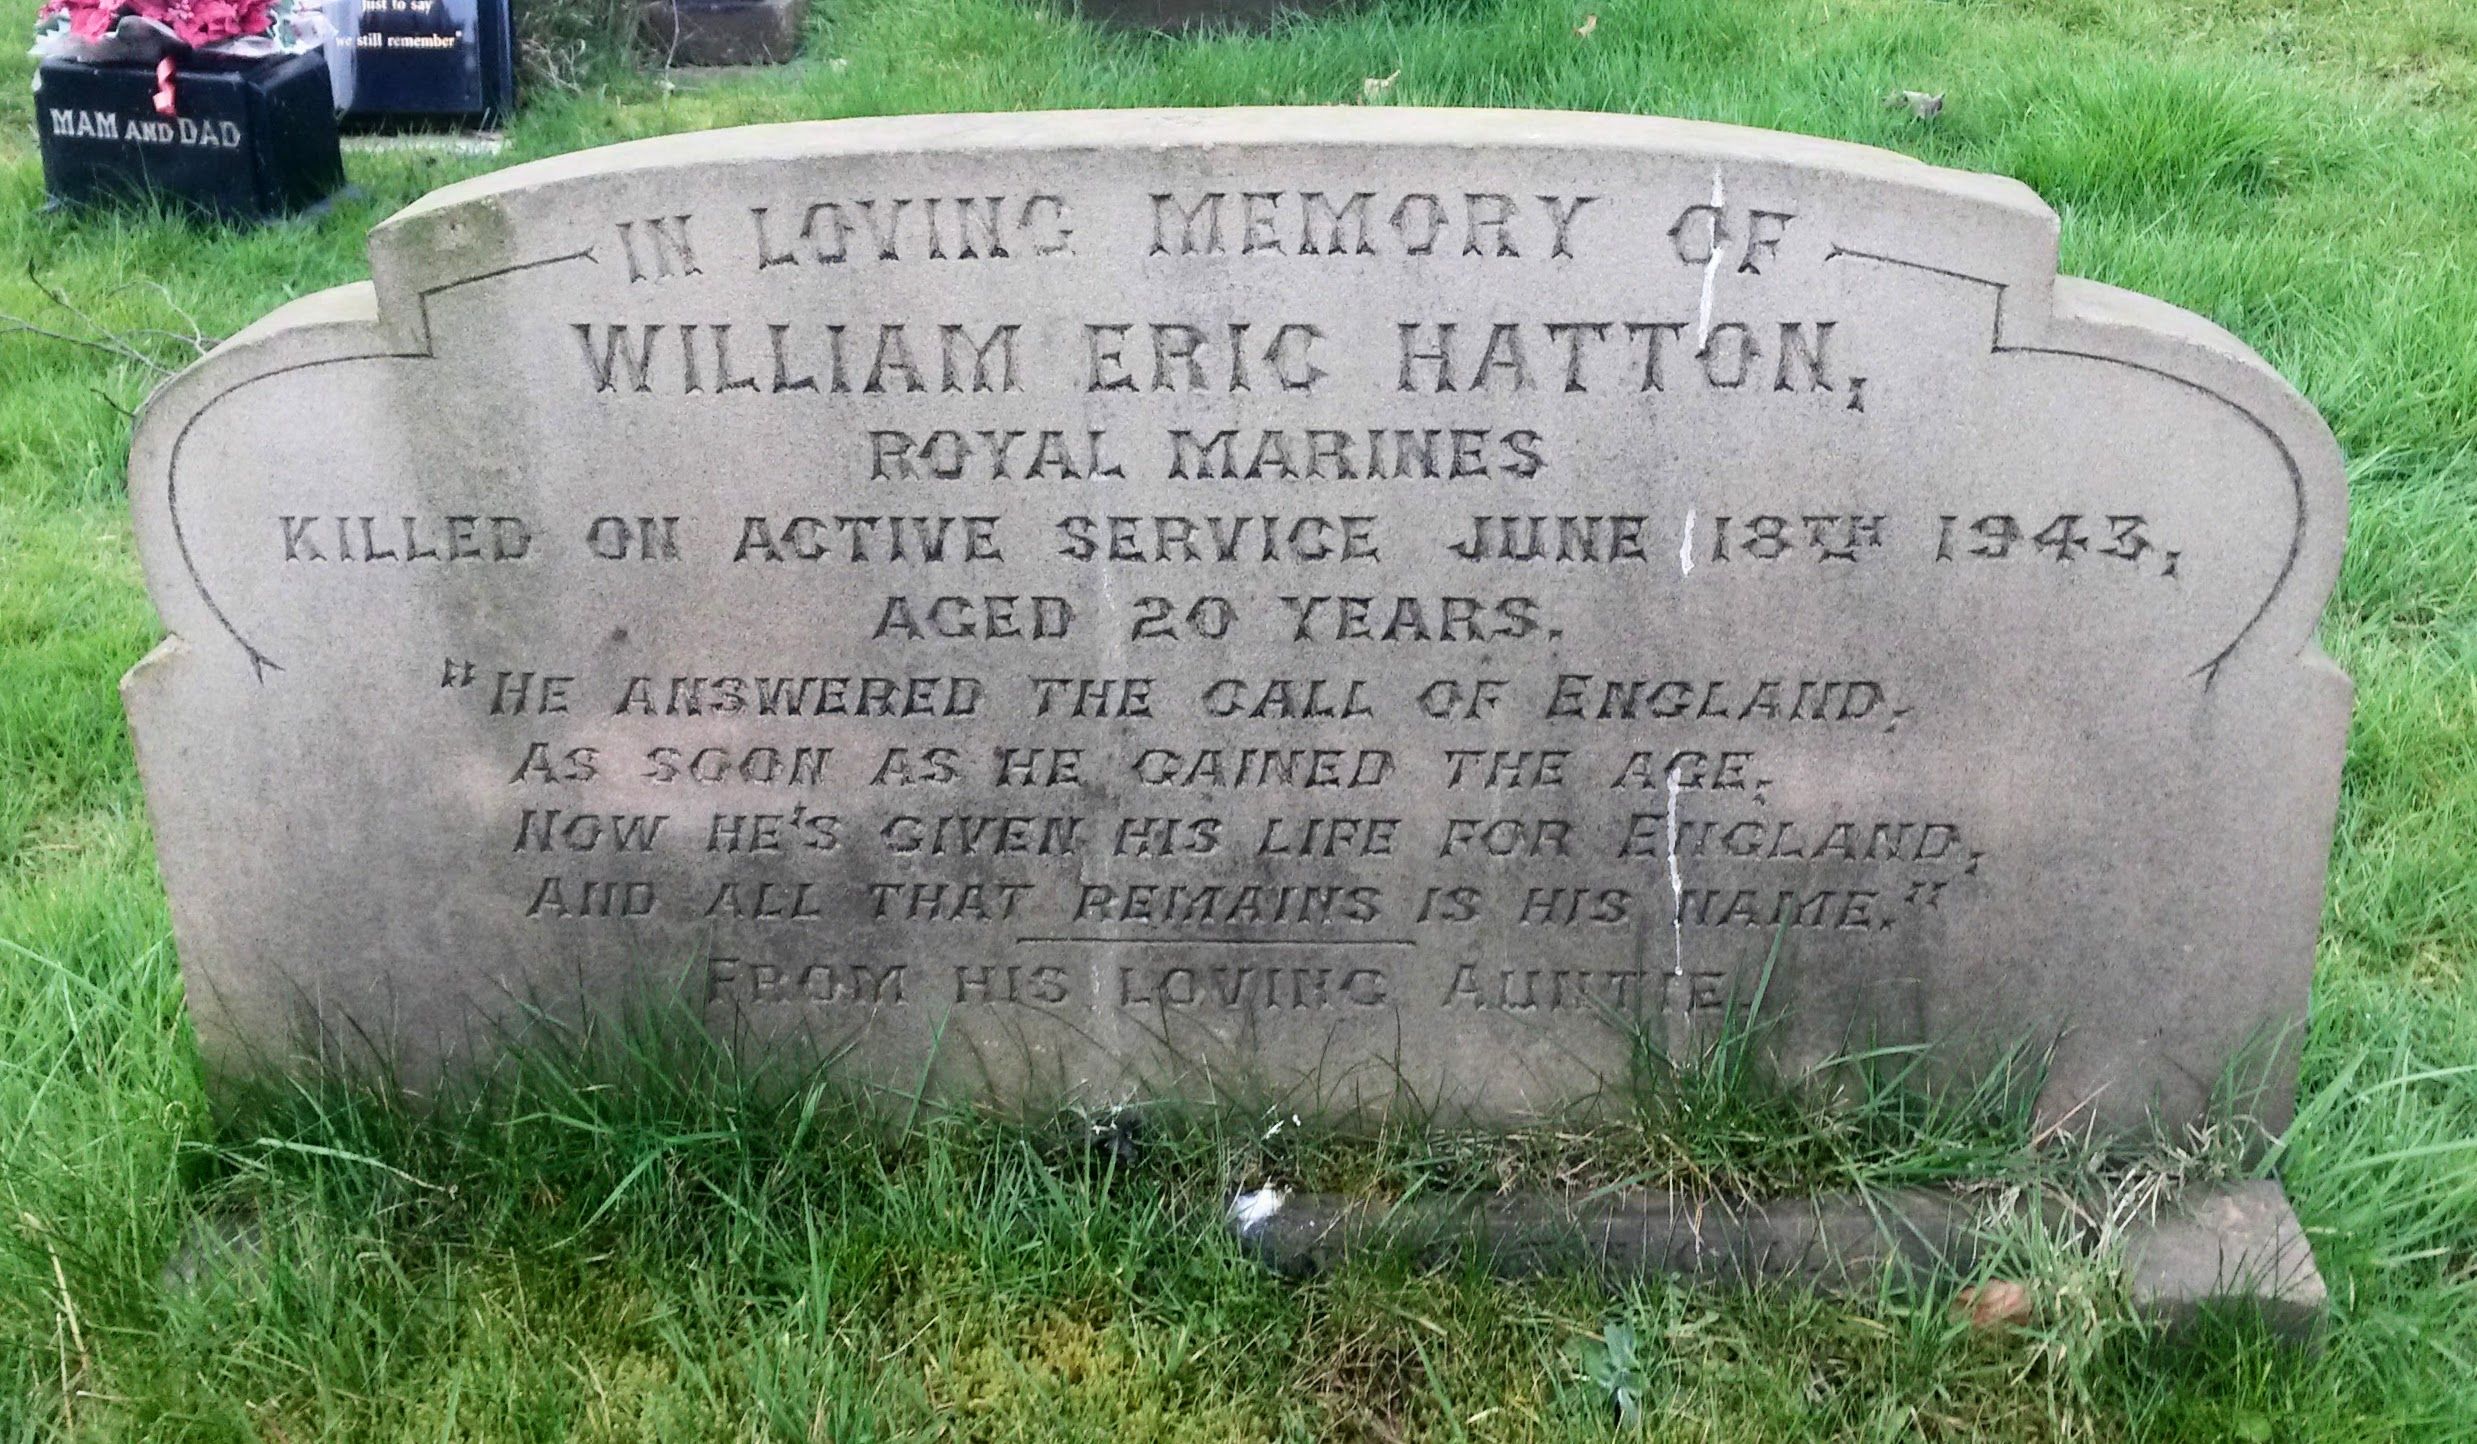 Just to say
we still remember"
MAM AND DAD
IN LOVING MEMORY OF
WILLIAM ERIC HATTON,
ROYAL MARINES
KILLED ON ACTIVE SERVICE JUNE 18TH 1943,
AGED 20 YEARS.
"HE ANSWERED THE CALL OF ENGLAND,
AS SOON AS HE GAINED THE AGE,
NOW HE'S GIVEN HIS LIFE FOR ENGLAND,
AND ALL THAT REMAINS IS HIS NAME."
FROM HIS LOVING AUNTIE.